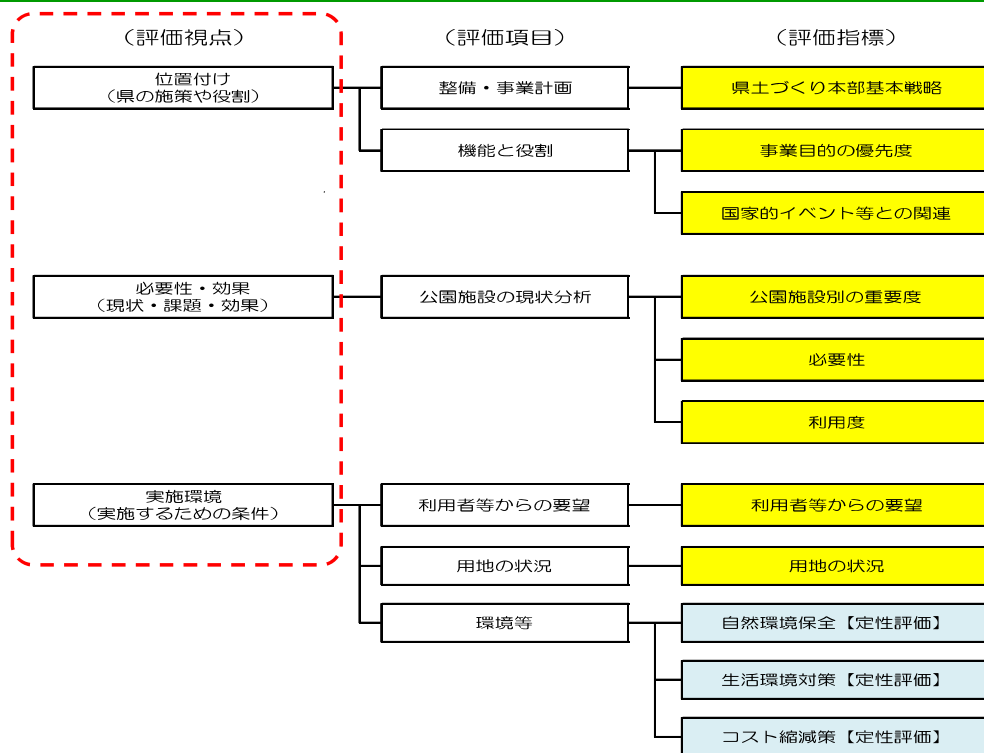 （評価視点）
（評価項目）
（評価指標）
位置付け
（県の施策や役割）
整備・事業計画
県土づくり本部基本戦略
機能と役割
事業目的の優先度
国家的イベント等との関連
必要性・効果
（現状・課題・効果）
公園施設の現状分析
公園施設別の重要度
必要性
利用度
実施環境
（実施するための条件）
利用者等からの要望
利用者等からの要望
用地の状況
用地の状況
環境等
自然環境保全【定性評価】
生活環境対策【定性評価】
コスト縮減策【定性評価】